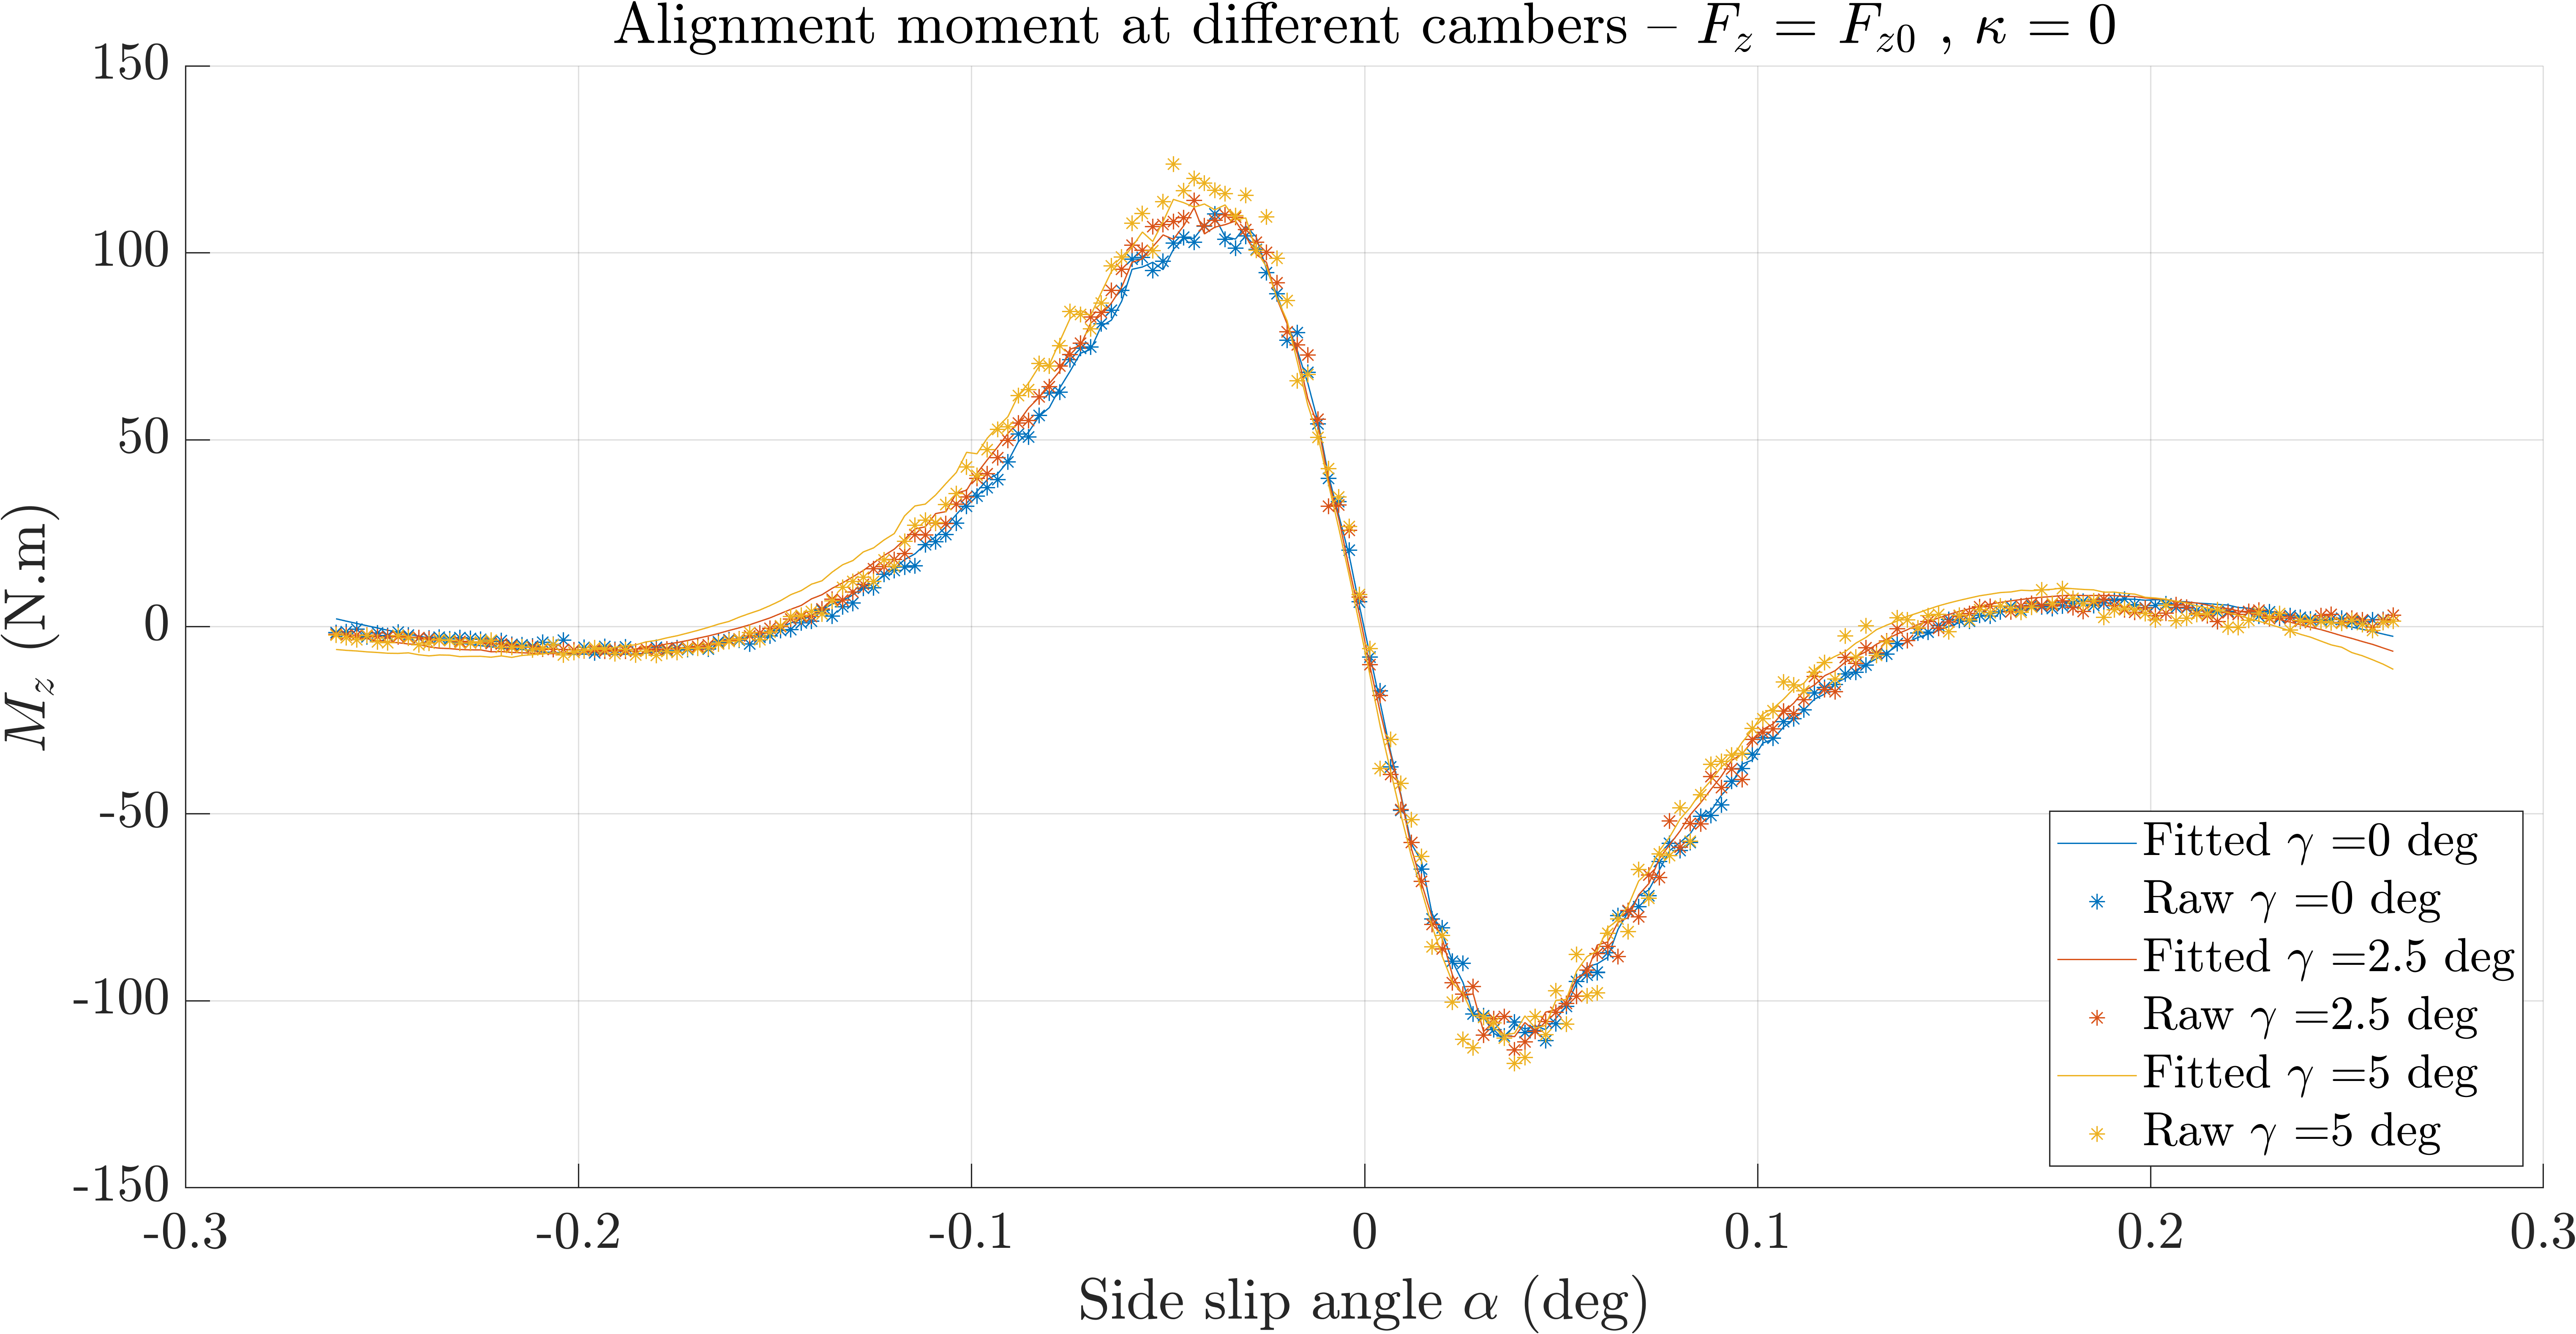 Alignment moment at different cambers – F_z = F_{z0} , κ = 0
150
100
50
0
-50
-100
-150
M_z (N.m)
-0.3
-0.2
-0.1
0
0.1
0.2
0.3
Side slip angle α (deg)
Fitted γ =0 deg
Raw γ =0 deg
Fitted γ =2.5 deg
Raw γ =2.5 deg
Fitted γ =5 deg
Raw γ =5 deg